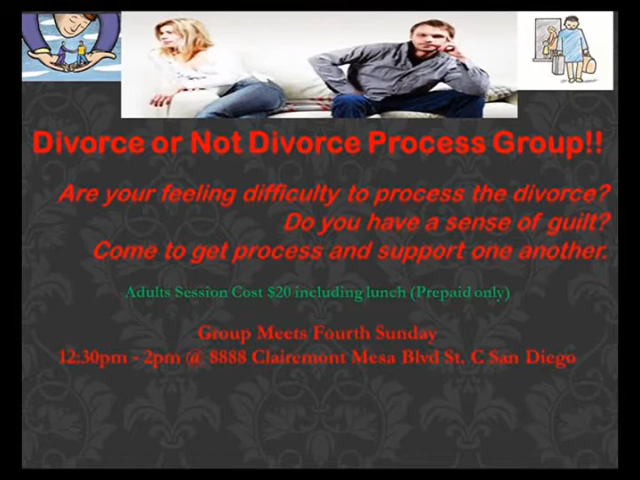 Divorce or Not Divorce Process Group!!
Are your feeling difficulty to process the divorce?
Do you have a sense of guilt?
Come to get process and support one another.
Adults Session Cost $20 including lunch (Prepaid only)
Group Meets Fourth Sunday
12:30pm - 2pm @ 8888 Clairemont Mesa Blvd St. C San Diego